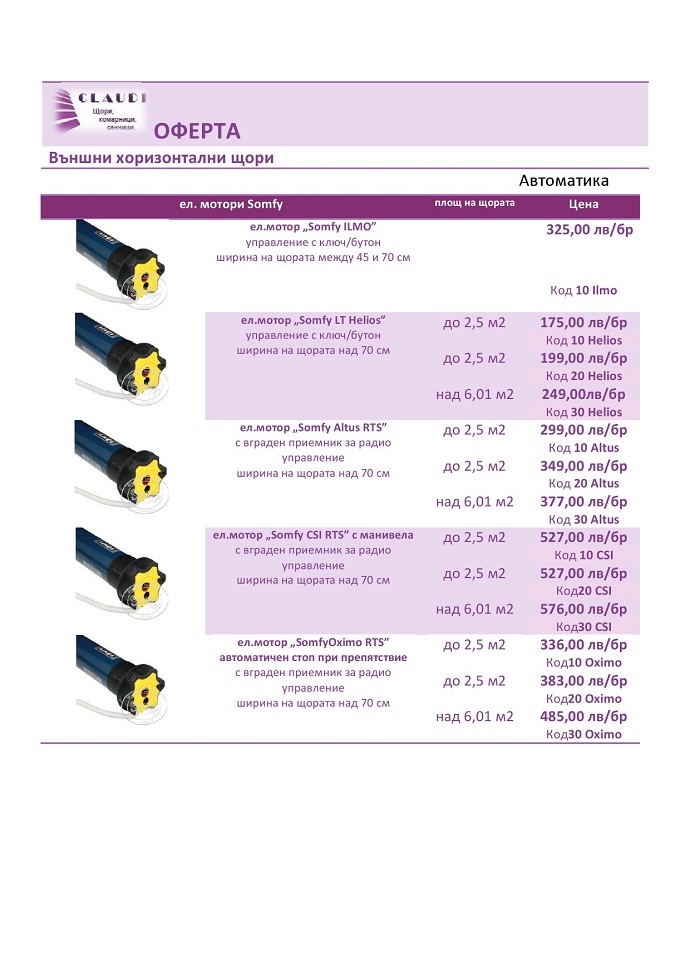 CLAUDI
Щори,
комарници,
сенници.
ОФЕРТА
Външни хоризонтални щори
Автоматика
ел. мотори Somfy площ на щората Цена
ел.мотор „Somfy ILMO” 325,00 лв/бр
управление с ключ/бутон
ширина на щората между 45 и 70 см
Код 10 Ilmo
ел.мотор „Somfy LT Helios” до 2,5 м2 175,00 лв/бр
управление с ключ/бутон Код 10 Helios
ширина на щората над 70 см до 2,5 м2 199,00 лв/бр
Код 20 Helios
над 6,01 м2 249,00лв/бр
Код 30 Helios
ел.мотор „Somfy Altus RTS” до 2,5 м2 299,00 лв/бр
с вграден приемник за радио Код 10 Altus
управление
ширина на щората над 70 см до 2,5 м2 349,00 лв/бр
Код 20 Altus
над 6,01 м2 377,00 лв/бр
Код 30 Altus
ел.мотор „Somfy CSI RTS” с манивела до 2,5 м2 527,00 лв/бр
с вграден приемник за радио Код 10 CSI
управление
ширина на щората над 70 см до 2,5 м2 527,00 лв/бр
Код20 CSI
над 6,01 м2 576,00 лв/бр
Код30 CSI
ел.мотор „SomfyOximo RTS” до 2,5 м2 336,00 лв/бр
автоматичен стоп при препятствие Код10 Oximo
с вграден приемник за радио
управление до 2,5 м2 383,00 лв/бр
ширина на щората над 70 см Код20 Oximo
над 6,01 м2 485,00 лв/бр
Код30 Oximo